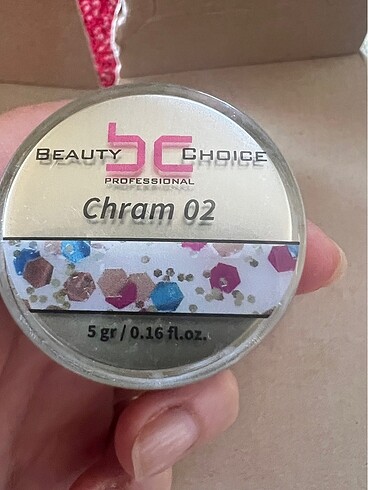 BEAUTY bc CHOICE
PROFESSIONAL
Chram 02
5 gr / 0.16 fl.oz.